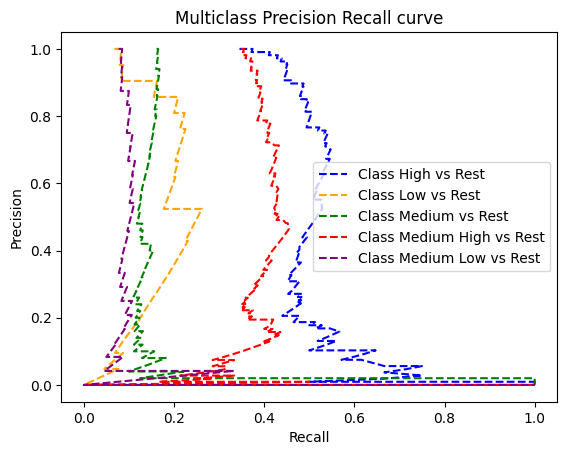 Multiclass Precision Recall curve
Precision
1.0
0.8
0.6
0.4
0.2
0.0
Class High vs Rest
Class Low vs Rest
Class Medium vs Rest
Class Medium High vs Rest
Class Medium Low vs Rest
0.0 0.2 0.4 0.6 0.8 1.0
Recall